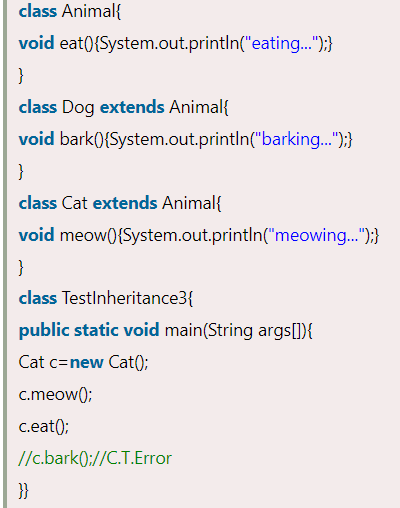 class Animal{
void eat(){System.out.println("eating...");}
}
class Dog extends Animal{
void bark(){System.out.println("barking...");}
}
class Cat extends Animal{
void meow(){System.out.println("meowing...");}
}
class TestInheritance3{
public static void main(String args[]){
Cat c=new Cat();
c.meow();
c.eat();
//c.bark();//C.T.Error
}}